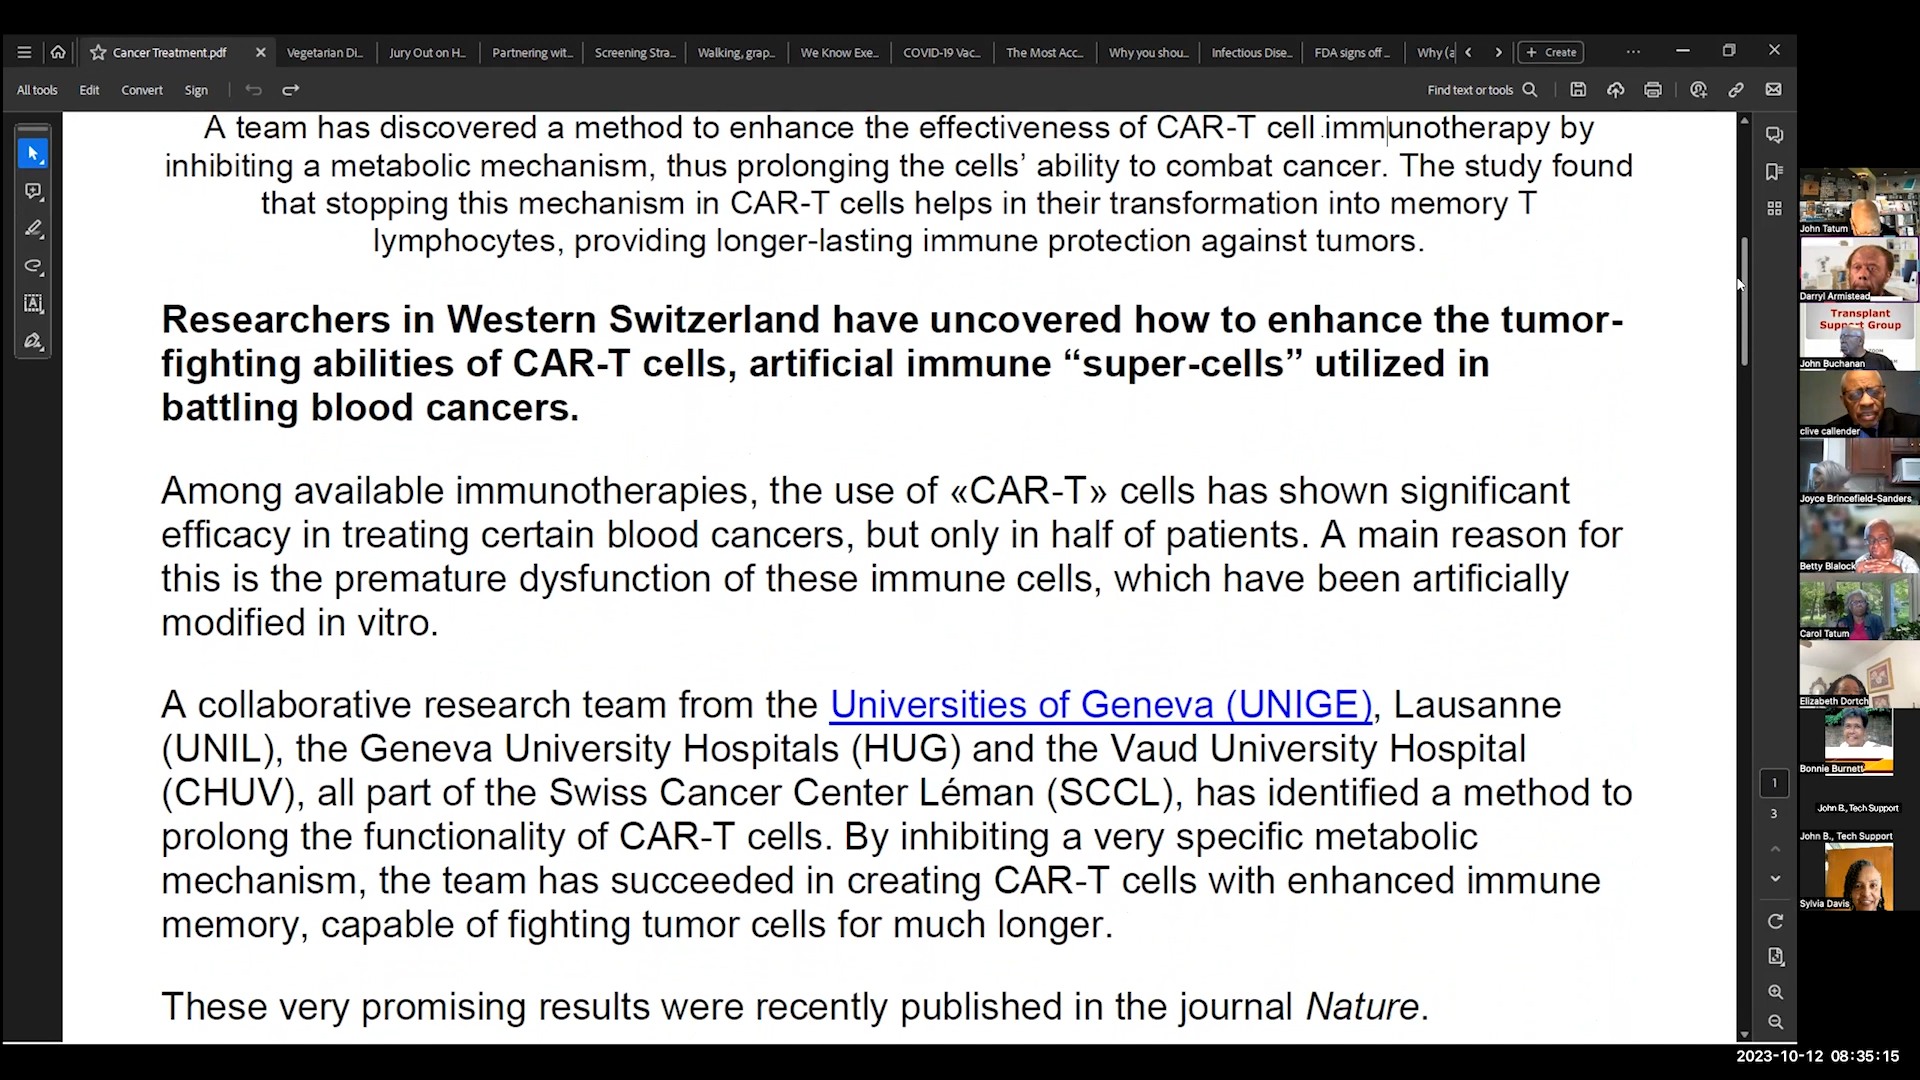 Cancer Treatment.pdf
Vegetarian Di...
Jury Out on H...
Partnering wit...
Screening Stra...
Walking, grap...
We Know Exe...
COVID-19 Vac...
The Most Acc...
Why you shou...
Infectious Dise...
FDA signs off ...
Why (a
Create
All tools
Edit
Convert
Sign
Find text or tools
A team has discovered a method to enhance the effectiveness of CAR-T cell immunotherapy by
inhibiting a metabolic mechanism, thus prolonging the cells’ ability to combat cancer. The study found
that stopping this mechanism in CAR-T cells helps in their transformation into memory T
lymphocytes, providing longer-lasting immune protection against tumors.
Researchers in Western Switzerland have uncovered how to enhance the tumor-
fighting abilities of CAR-T cells, artificial immune “super-cells” utilized in
battling blood cancers.
Among available immunotherapies, the use of «CAR-T» cells has shown significant
efficacy in treating certain blood cancers, but only in half of patients. A main reason for
this is the premature dysfunction of these immune cells, which have been artificially
modified in vitro.
A collaborative research team from the Universities of Geneva (UNIGE), Lausanne
(UNIL), the Geneva University Hospitals (HUG) and the Vaud University Hospital
(CHUV), all part of the Swiss Cancer Center Léman (SCCL), has identified a method to
prolong the functionality of CAR-T cells. By inhibiting a very specific metabolic
mechanism, the team has succeeded in creating CAR-T cells with enhanced immune
memory, capable of fighting tumor cells for much longer.
These very promising results were recently published in the journal Nature.
1
3
John Tatum
Darryl Armistead
Transplant
Support Group
John Buchanan
clive callender
Joyce Brincefield-Sanders
Betty Blalock
Carol Tatum
Elizabeth Dortch
Bonnie Burnett
John B., Tech Support
John B., Tech Support
Sylvia Davis
2023-10-12 08:35:15